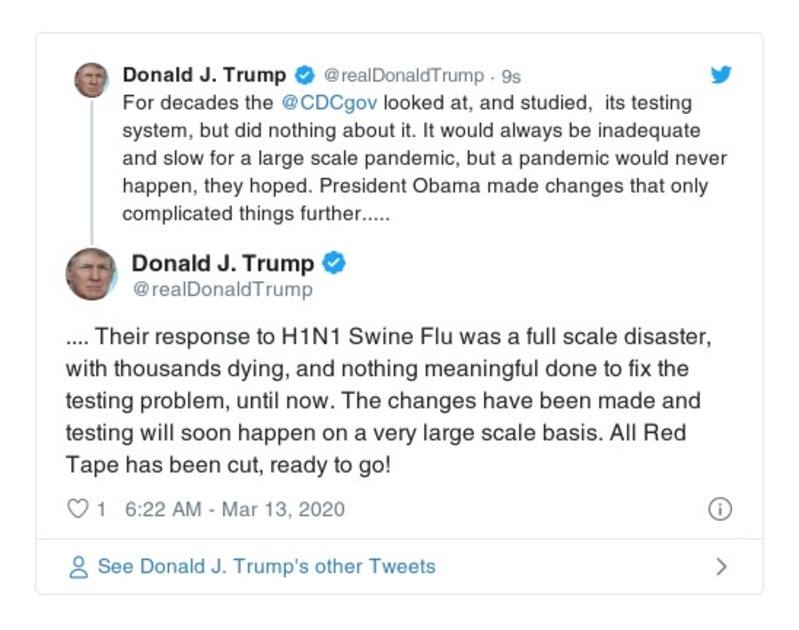 Donald J. Trump @realDonaldTrump · 9s
For decades the @CDCgov looked at, and studied,  its testing
system, but did nothing about it. It would always be inadequate
and slow for a large scale pandemic, but a pandemic would never
happen, they hoped. President Obama made changes that only
complicated things further.....
Donald J. Trump
@realDonaldTrump
.... Their response to H1N1 Swine Flu was a full scale disaster,
with thousands dying, and nothing meaningful done to fix the
testing problem, until now. The changes have been made and
testing will soon happen on a very large scale basis. All Red
Tape has been cut, ready to go!
1 6:22 AM - Mar 13, 2020
See Donald J. Trump's other Tweets